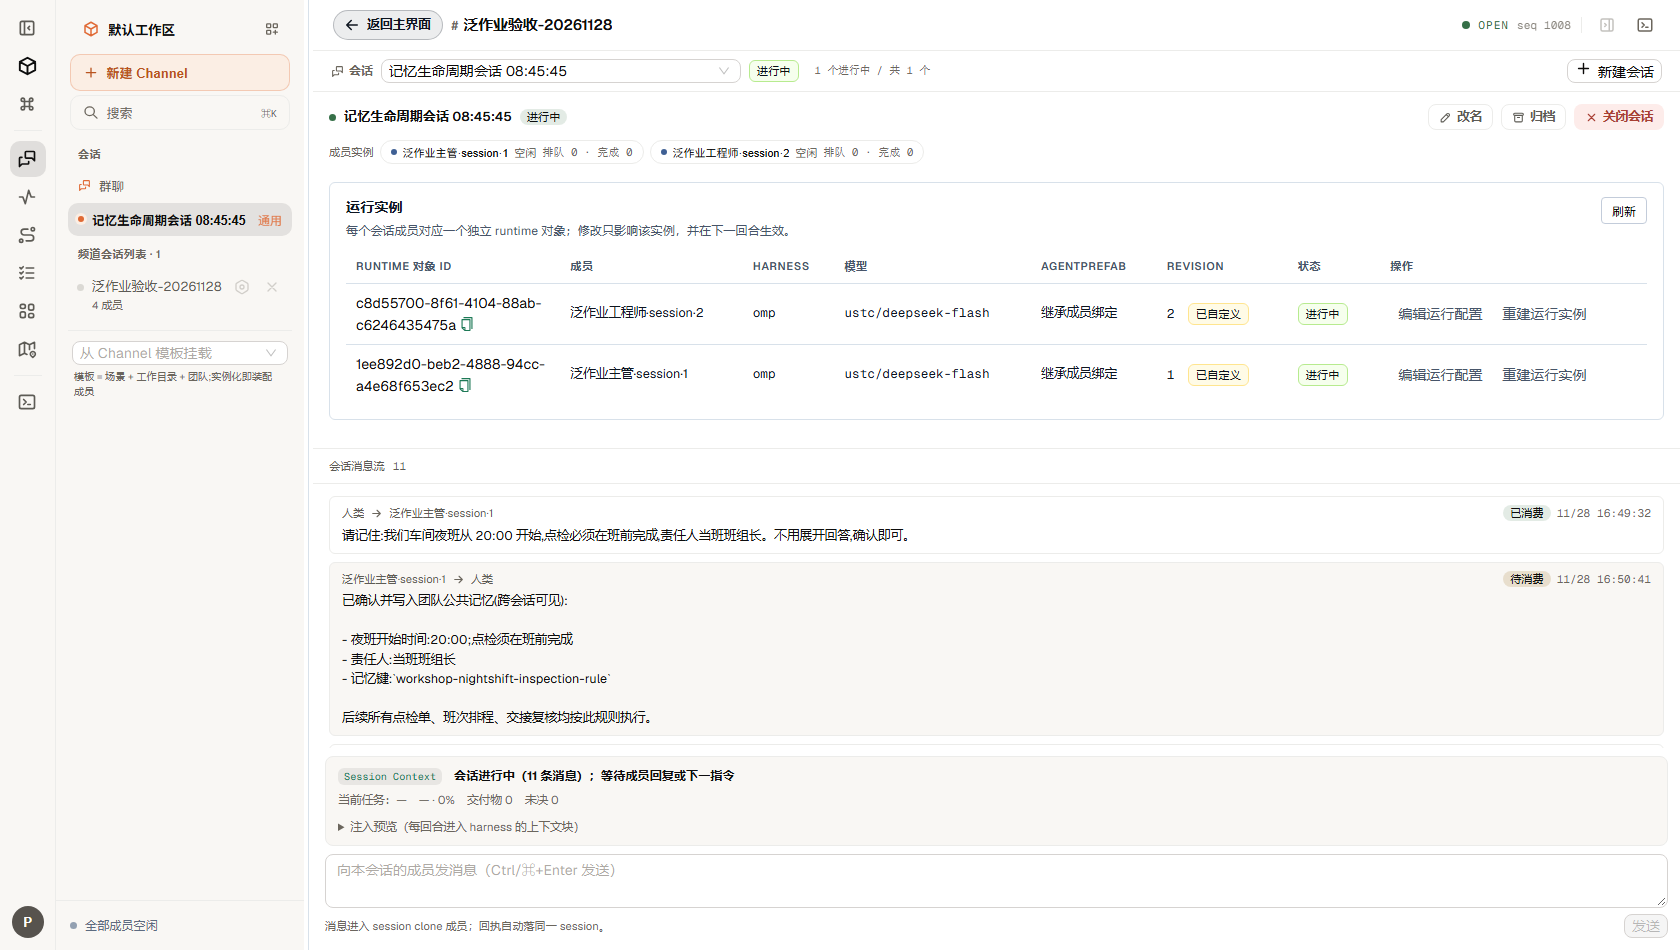 默认工作区
+ 新建 Channel
搜索 ⌘K
会话
群聊
记忆生命周期会话 08:45:45 通用
频道会话列表 · 1
泛作业验收-20261128
4 成员
从 Channel 模板挂载
模板 = 场景 + 工作目录 + 团队;实例化即装配
成员
P
全部成员空闲
← 返回主界面 # 泛作业验收-20261128
OPEN seq 1008
会话 记忆生命周期会话 08:45:45 进行中 1 个进行中 / 共 1 个
+ 新建会话
记忆生命周期会话 08:45:45 进行中
改名 归档 × 关闭会话
成员实例 泛作业主管·session·1 空闲 排队 0 · 完成 0 泛作业工程师·session·2 空闲 排队 0 · 完成 0
运行实例
刷新
每个会话成员对应一个独立 runtime 对象；修改只影响该实例，并在下一回合生效。
RUNTIME 对象 ID 成员 HARNESS 模型 AGENTPREFAB REVISION 状态 操作
c8d55700-8f61-4104-88ab-
c6246435475a 泛作业工程师·session·2 omp ustc/deepseek-flash 继承成员绑定 2 已自定义 进行中 编辑运行配置 重建运行实例
1ee892d0-beb2-4888-94cc-
a4e68f653ec2 泛作业主管·session·1 omp ustc/deepseek-flash 继承成员绑定 1 已自定义 进行中 编辑运行配置 重建运行实例
会话消息流 11
人类 → 泛作业主管·session·1 已消费 11/28 16:49:32
请记住:我们车间夜班从 20:00 开始,点检必须在班前完成,责任人当班班组长。不用展开回答,确认即可。
泛作业主管·session·1 → 人类 待消费 11/28 16:50:41
已确认并写入团队公共记忆(跨会话可见):
- 夜班开始时间:20:00;点检须在班前完成
- 责任人:当班班组长
- 记忆键:`workshop-nightshift-inspection-rule`
后续所有点检单、班次排程、交接复核均按此规则执行。
Session Context 会话进行中（11 条消息）；等待成员回复或下一指令
当前任务：— — · 0% 交付物 0 未决 0
▶ 注入预览（每回合进入 harness 的上下文块）
向本会话的成员发消息（Ctrl/⌘+Enter 发送）
消息进入 session clone 成员；回执自动落同一 session。
发送